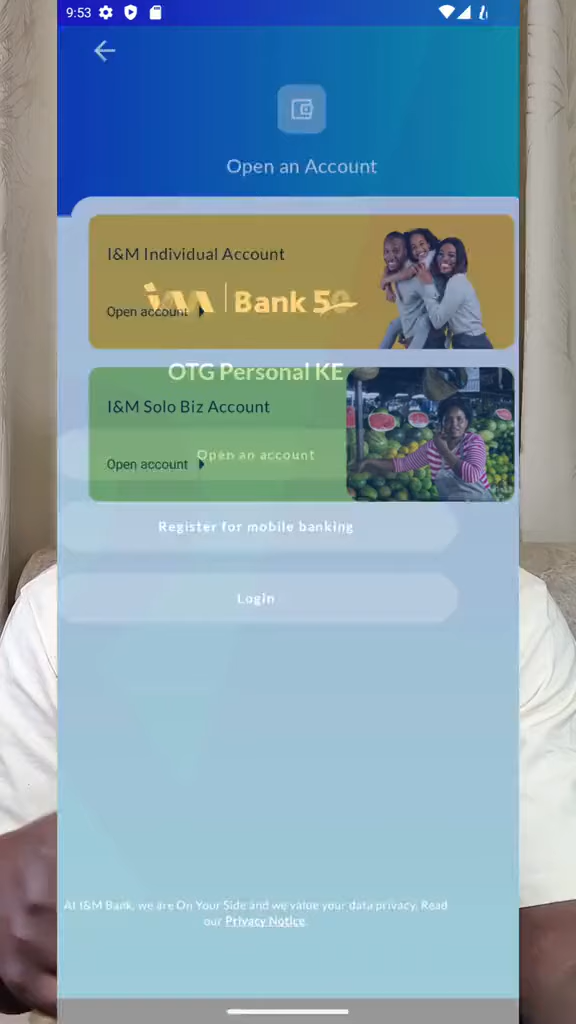 9:53
Open an Account
I&M Individual Account
I&M | Bank 50
Open account
OTG Personal KE
I&M Solo Biz Account
Open an account
Open account
Register for mobile banking
Login
At I&M Bank, we are On Your Side and we value your data privacy. Read
our Privacy Notice.